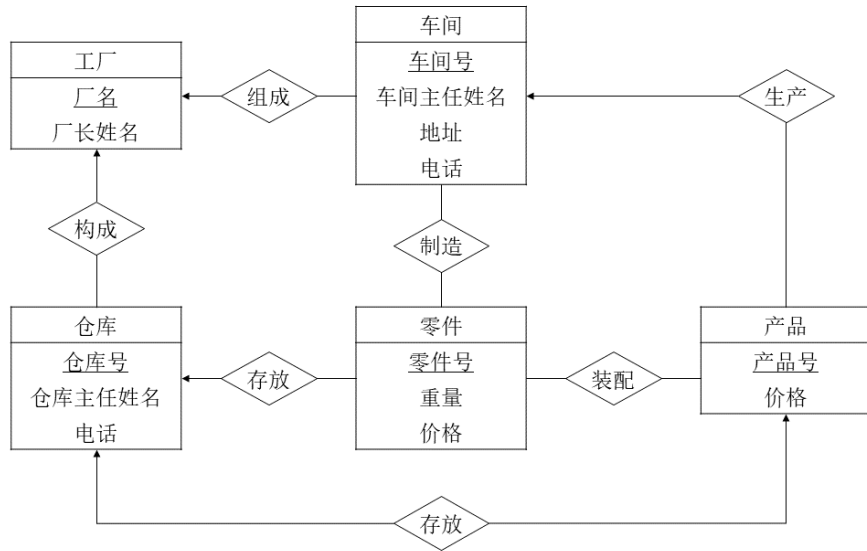 车间
工厂
车间号
厂名
组成
车间主任姓名
生产
厂长姓名
地址
电话
构成
制造
仓库
零件
产品
仓库号
零件号
产品号
存放
装配
仓库主任姓名
重量
价格
电话
价格
存放